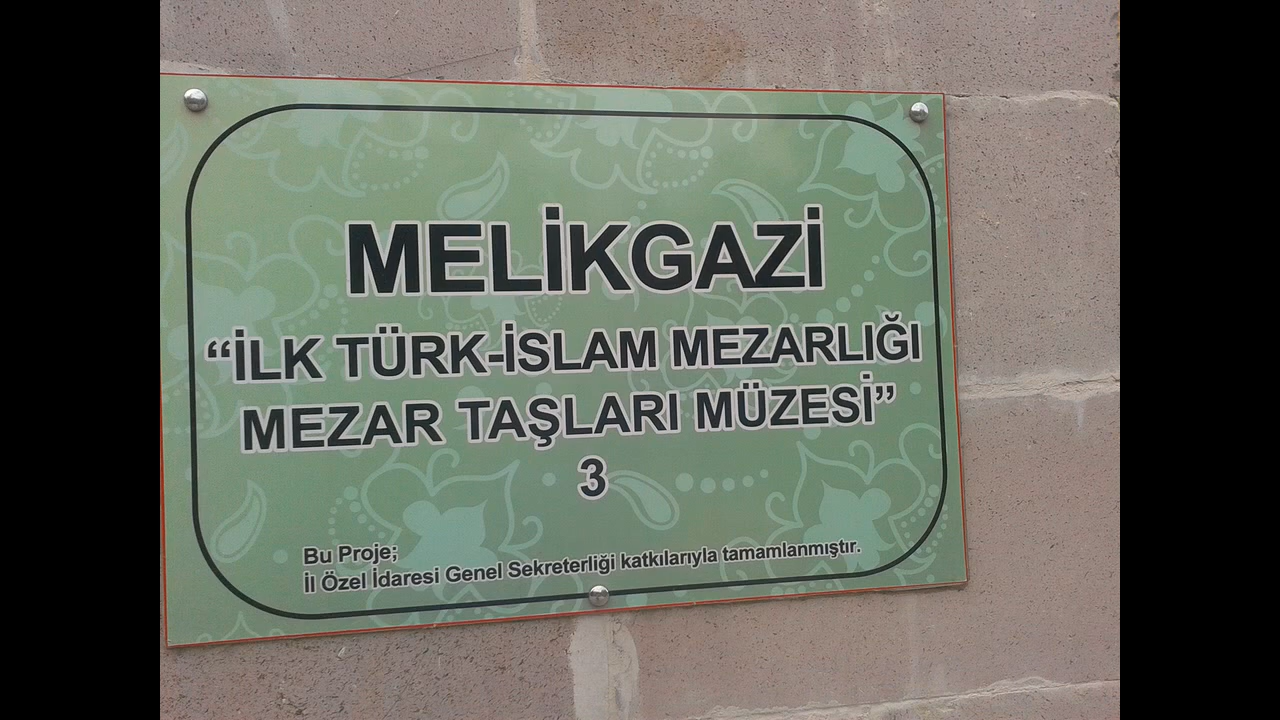 MELİKGAZİ
“İLK TÜRK-İSLAM MEZARLIĞI
MEZAR TAŞLARI MÜZESİ”
3
Bu Proje;
İl Özel İdaresi Genel Sekreterliği katkılarıyla tamamlanmıştır.